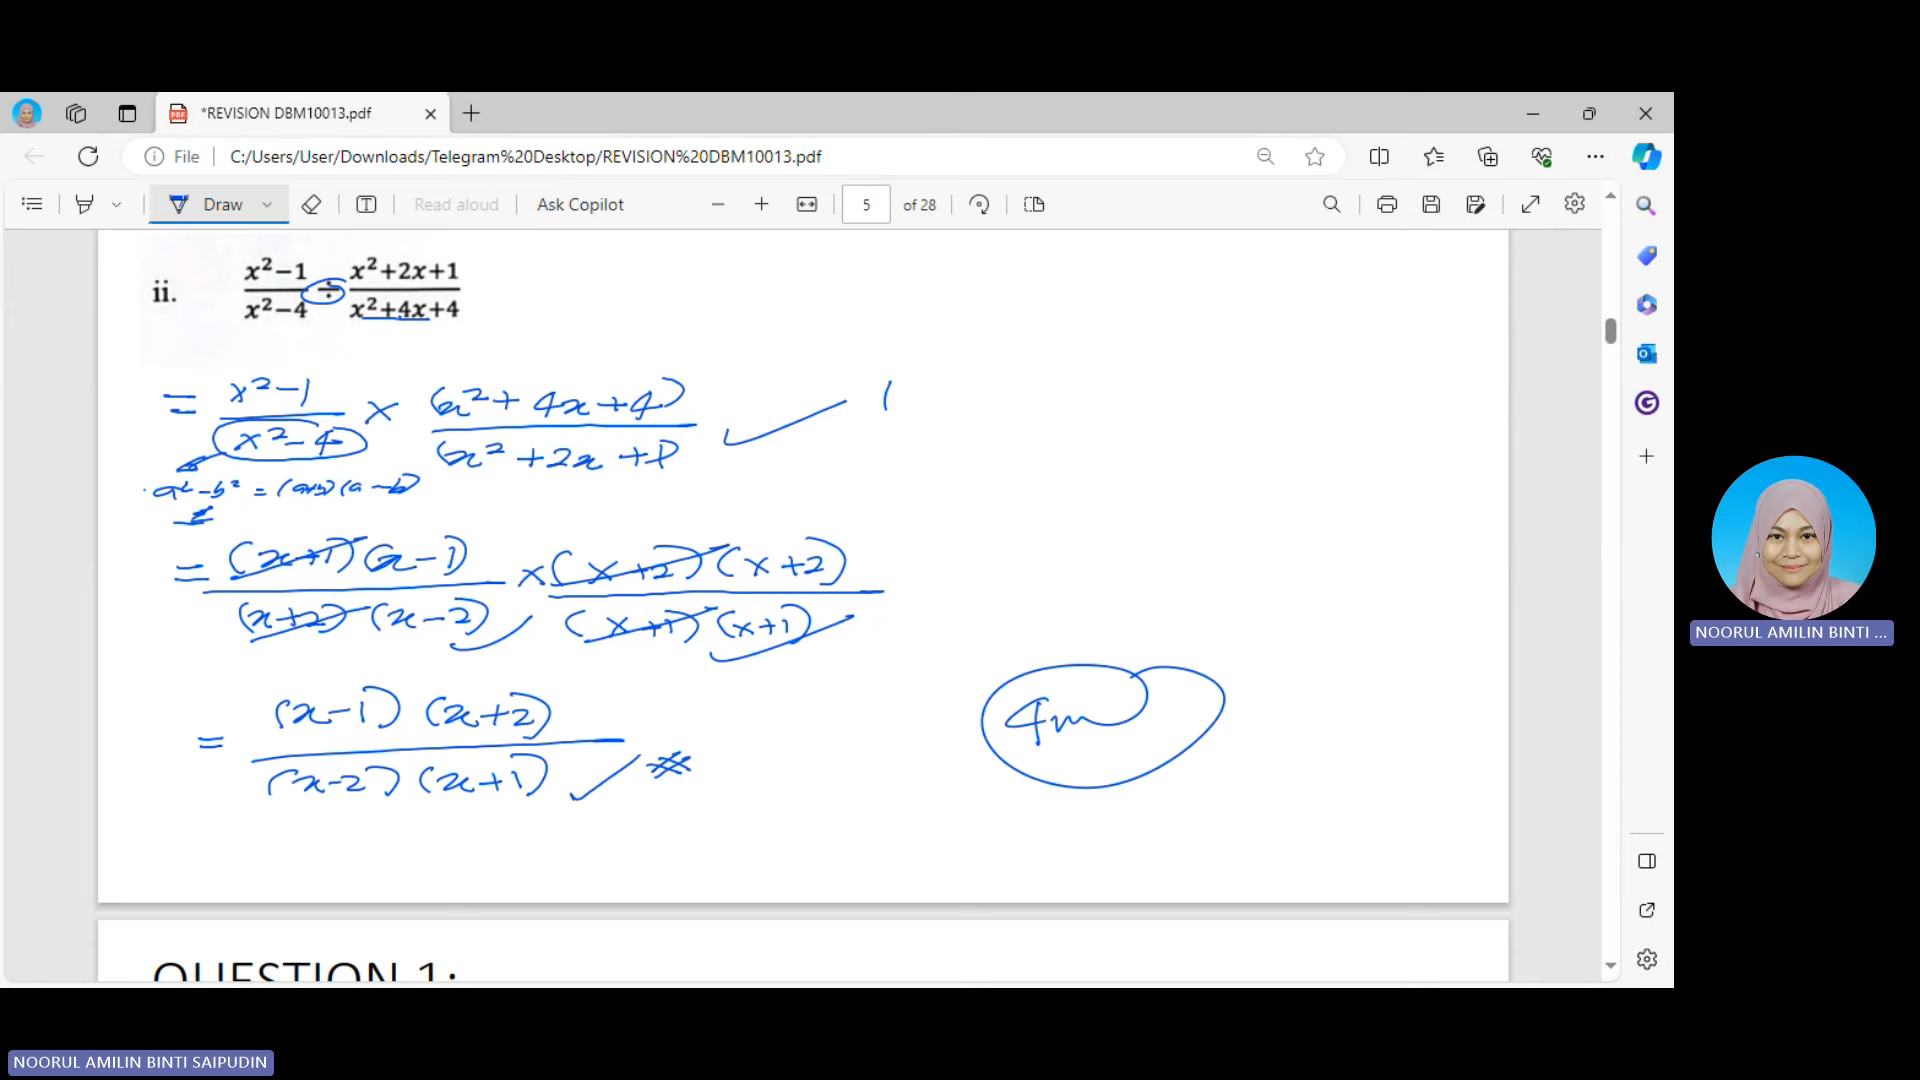 *REVISION DBM10013.pdf
File C:/Users/User/Downloads/Telegram%20Desktop/REVISION%20DBM10013.pdf
Draw Read aloud Ask Copilot 5 of 28
ii. x²−1 / x²−4 ÷ x²+2x+1 / x²+4x+4
= x²−1 / x²−4 × (x²+4x+4) / (x²+2x+1)
a²−b² = (a+b)(a−b)
= (x+1)(x−1) / (x+2)(x−2) × (x+2)(x+2) / (x+1)(x+1)
= (x−1)(x+2) / (x−2)(x+1)
4m
QUESTION 1:
NOORUL AMILIN BINTI ...
NOORUL AMILIN BINTI SAIPUDIN